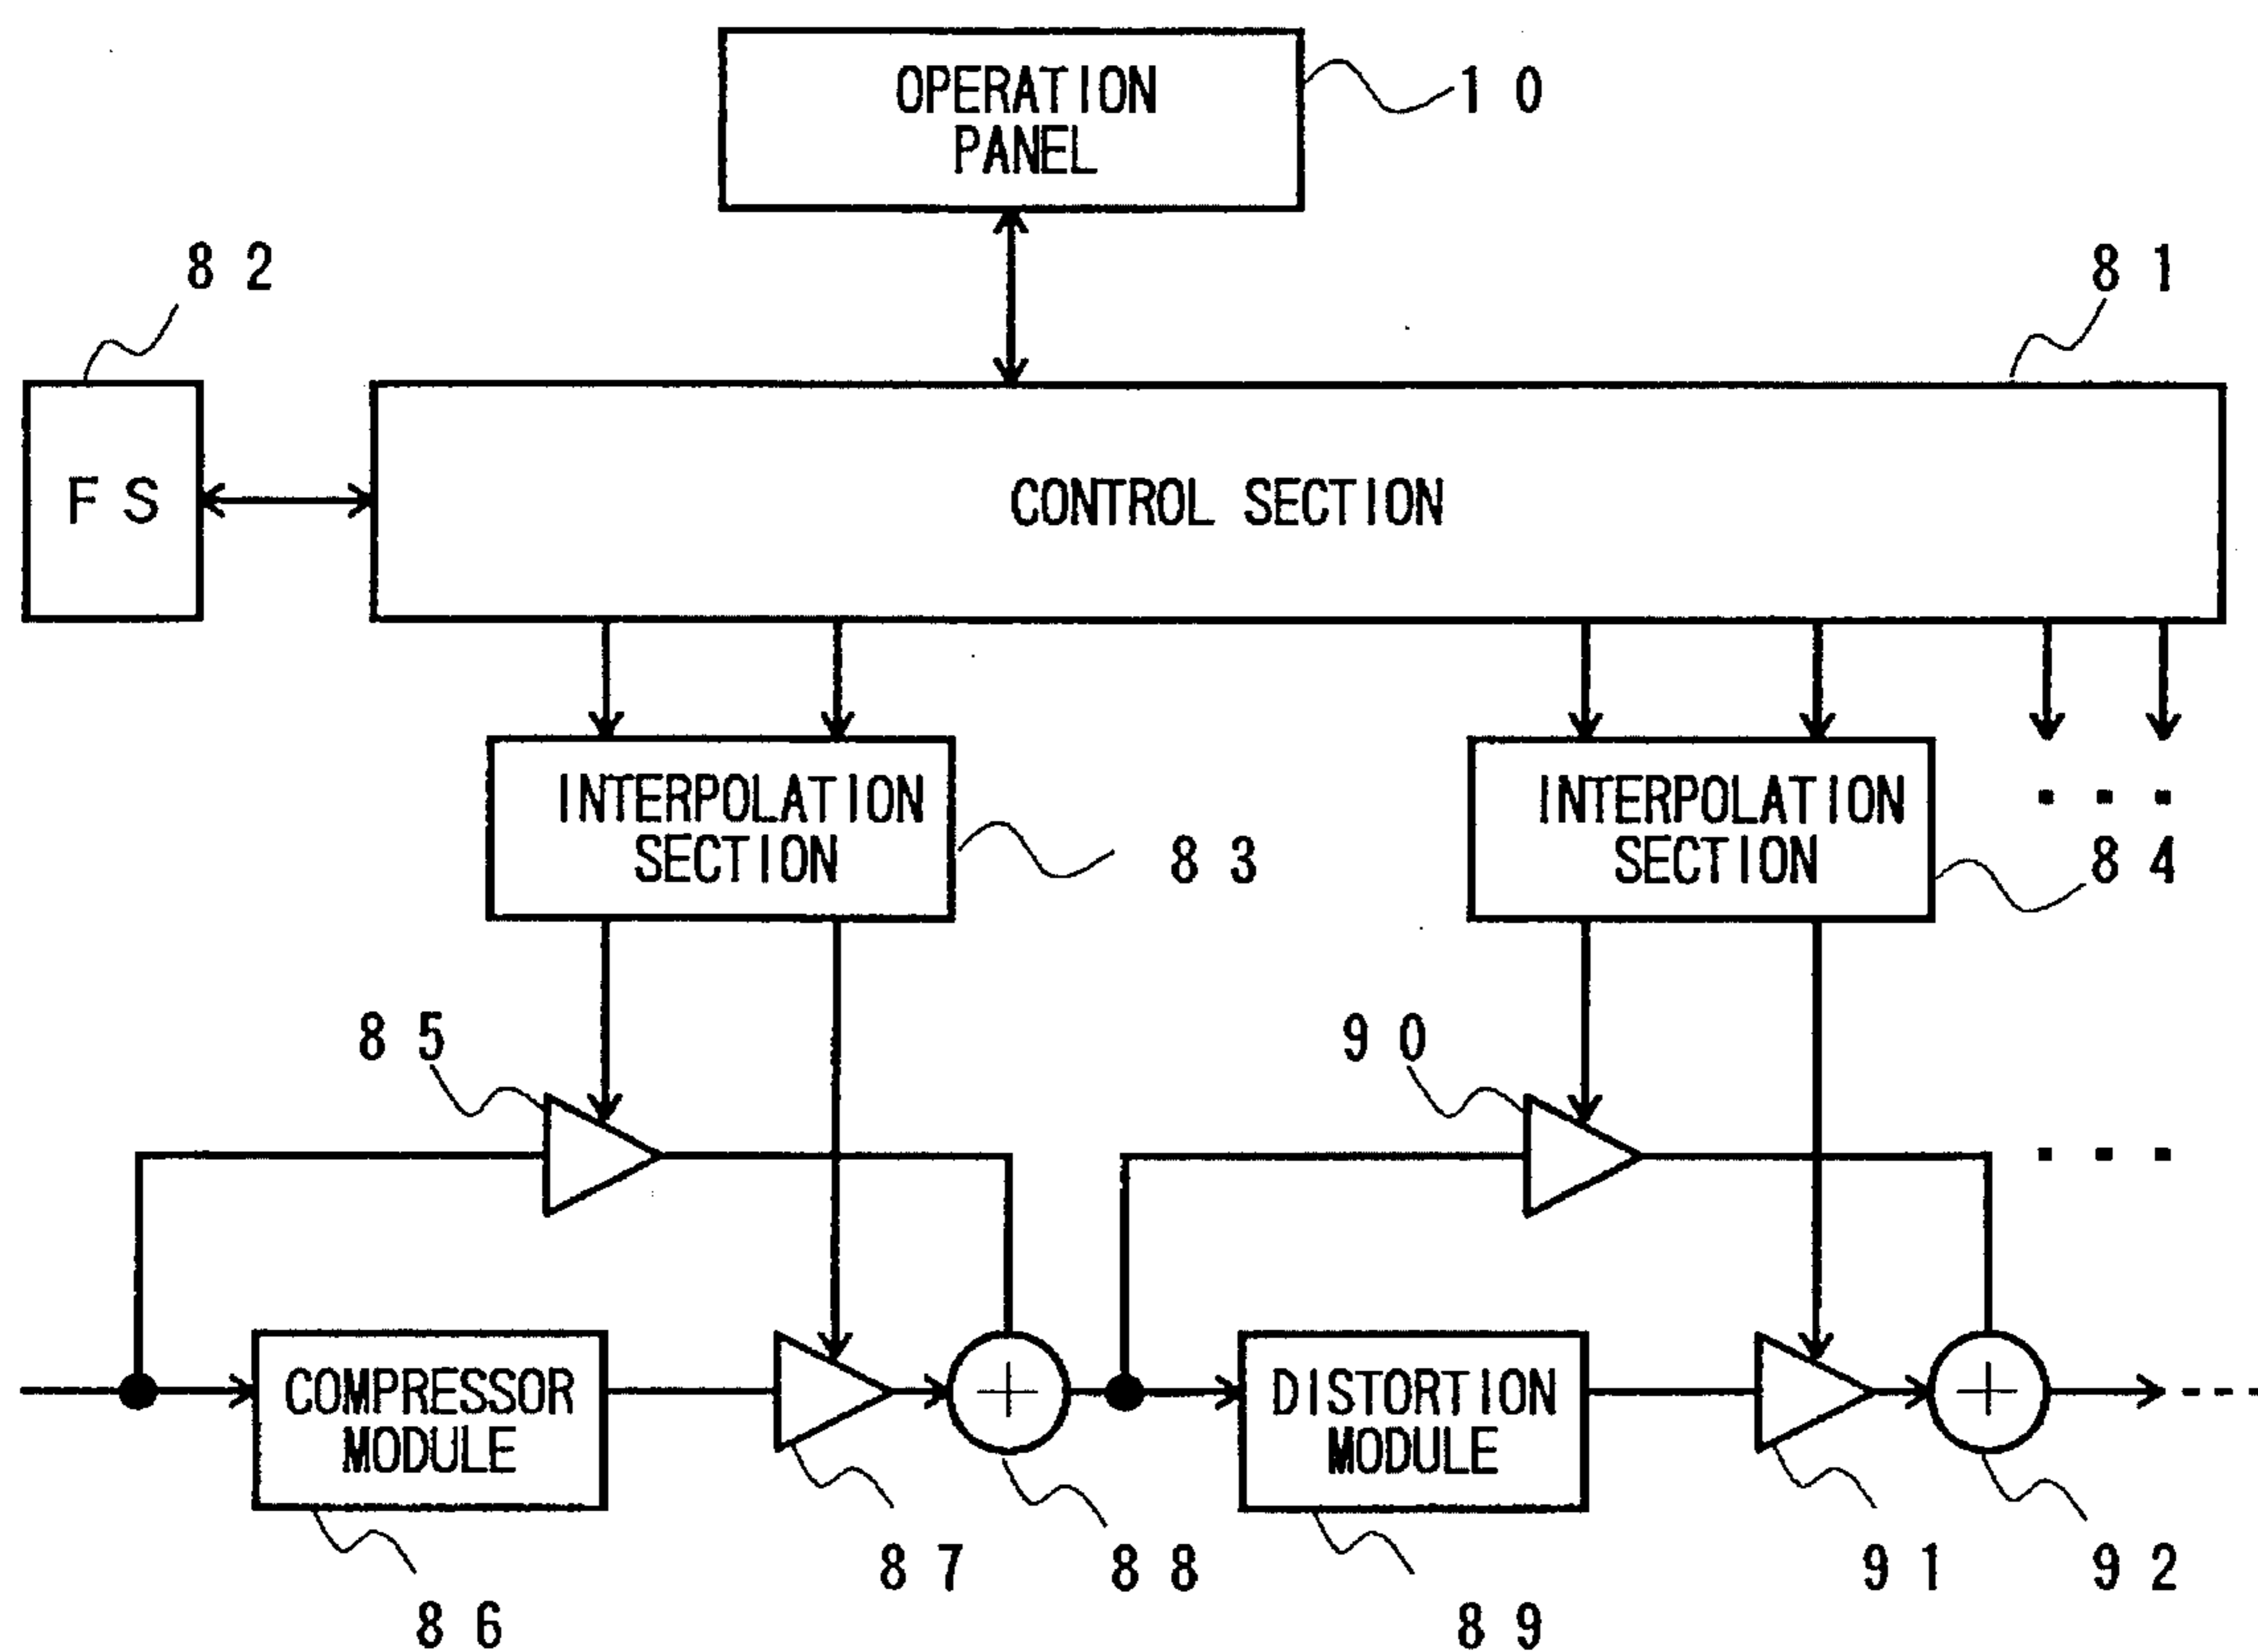 OPERATION
PANEL
10
82
81
FS
CONTROL SECTION
INTERPOLATION
SECTION
83
INTERPOLATION
SECTION
84
85
90
COMPRESSOR
MODULE
DISTORTION
MODULE
87
88
91
92
86
89